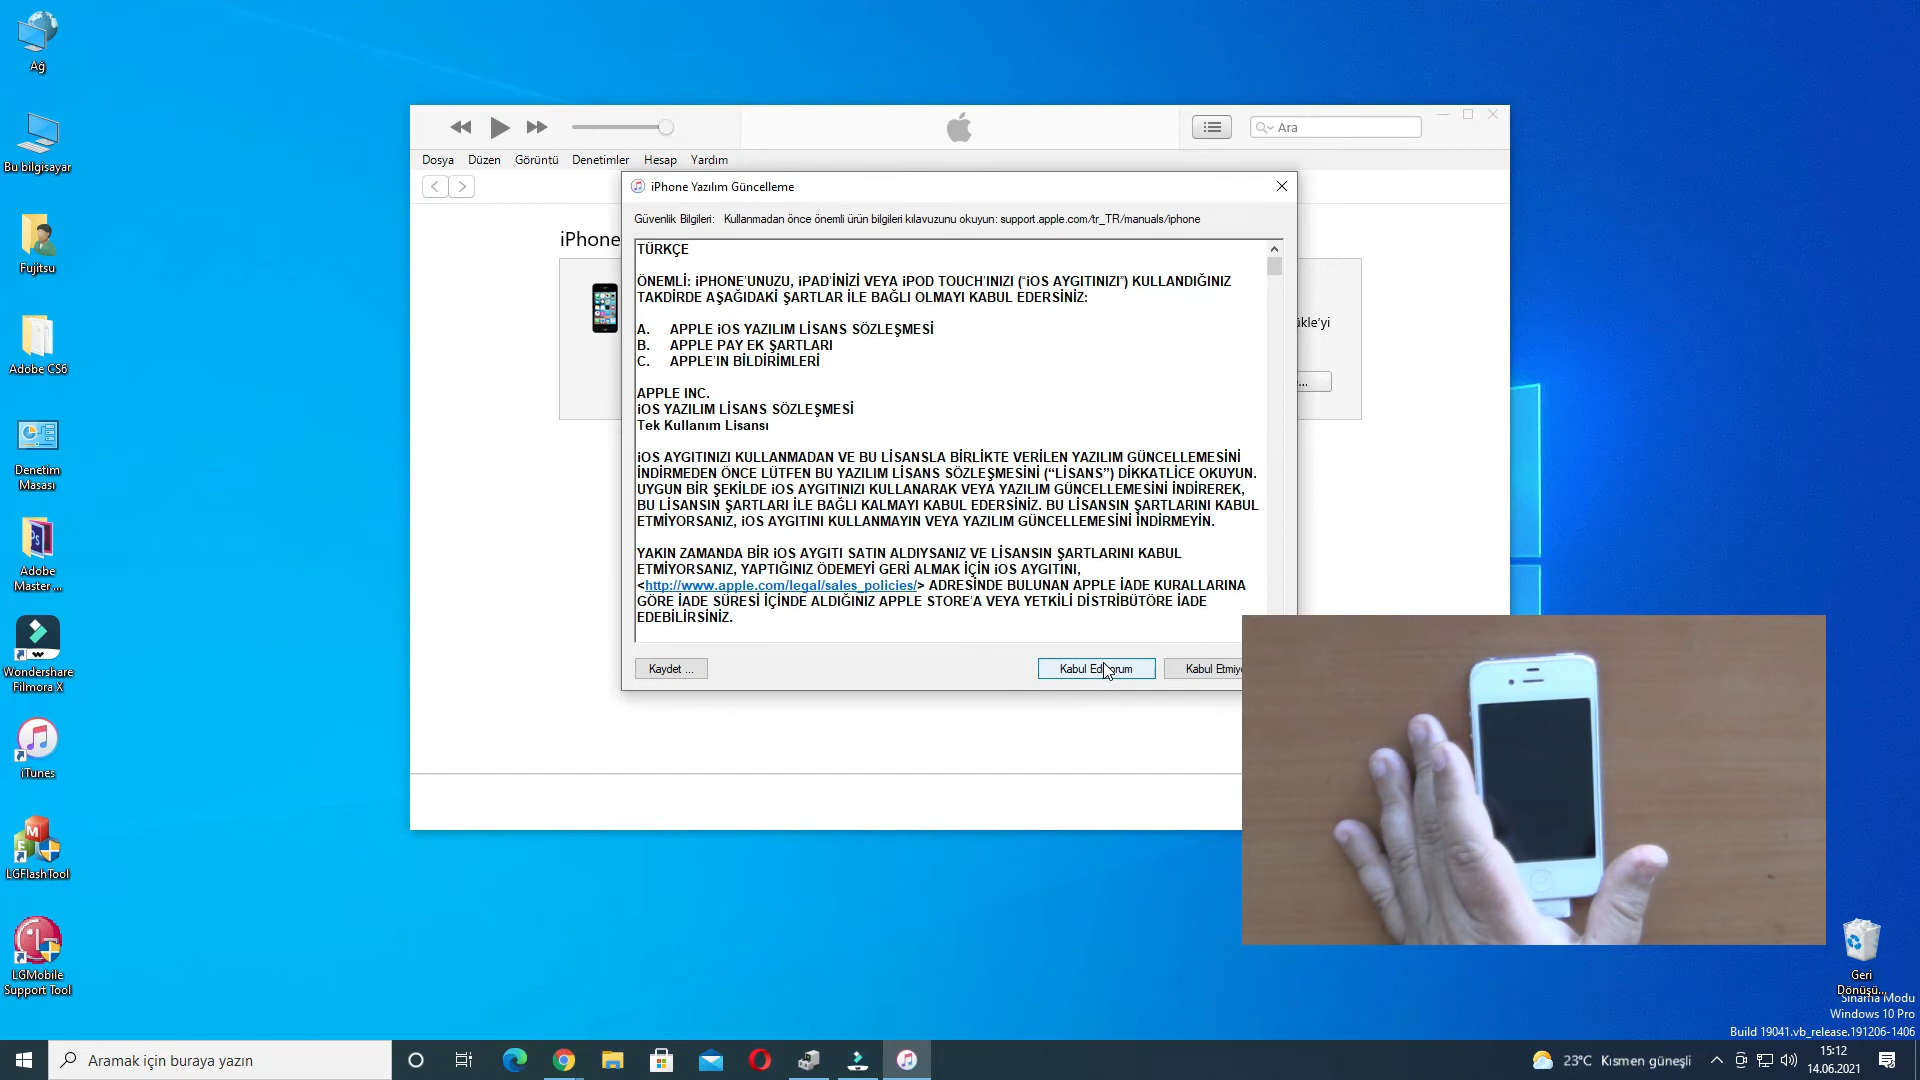 Ağ
Bu bilgisayar
Fujitsu
Adobe CS6
Denetim
Masası
Adobe
Master ...
Wondershare
Filmora X
iTunes
LGFlashTool
LGMobile
Support Tool
Ara
Dosya Düzen Görüntü Denetimler Hesap Yardım
iPhone
ikle'yi
...
iPhone Yazılım Güncelleme
Güvenlik Bilgileri: Kullanmadan önce önemli ürün bilgileri kılavuzunu okuyun: support.apple.com/tr_TR/manuals/iphone
TÜRKÇE
ÖNEMLİ: iPHONE'UNUZU, iPAD'İNİZİ VEYA iPOD TOUCH'INIZI (“iOS AYGITINIZI”) KULLANDIĞINIZ
TAKDİRDE AŞAĞIDAKİ ŞARTLAR İLE BAĞLI OLMAYI KABUL EDERSİNİZ:
A. APPLE iOS YAZILIM LİSANS SÖZLEŞMESİ
B. APPLE PAY EK ŞARTLARI
C. APPLE'IN BİLDİRİMLERİ
APPLE INC.
iOS YAZILIM LİSANS SÖZLEŞMESİ
Tek Kullanım Lisansı
iOS AYGITINIZI KULLANMADAN VE BU LİSANSLA BİRLİKTE VERİLEN YAZILIM GÜNCELLEMESİNİ
İNDİRMEDEN ÖNCE LÜTFEN BU YAZILIM LİSANS SÖZLEŞMESİNİ (“LİSANS”) DİKKATLİCE OKUYUN.
UYGUN BİR ŞEKİLDE iOS AYGITINIZI KULLANARAK VEYA YAZILIM GÜNCELLEMESİNİ İNDİREREK,
BU LİSANSIN ŞARTLARI İLE BAĞLI KALMAYI KABUL EDERSİNİZ. BU LİSANSIN ŞARTLARINI KABUL
ETMİYORSANIZ, iOS AYGITINI KULLANMAYIN VEYA YAZILIM GÜNCELLEMESİNİ İNDİRMEYİN.
YAKIN ZAMANDA BİR iOS AYGITI SATIN ALDIYSANIZ VE LİSANSIN ŞARTLARINI KABUL
ETMİYORSANIZ, YAPTIĞINIZ ÖDEMEYİ GERİ ALMAK İÇİN iOS AYGITINI,
<http://www.apple.com/legal/sales_policies/> ADRESİNDE BULUNAN APPLE İADE KURALLARINA
GÖRE İADE SÜRESİ İÇİNDE ALDIĞINIZ APPLE STORE'A VEYA YETKİLİ DİSTRİBÜTÖRE İADE
EDEBİLİRSİNİZ.
Kaydet ... Kabul Ediyorum Kabul Etmiy
Geri
Dönüşü...
Sınama Modu
Windows 10 Pro
Build 19041.vb_release.191206-1406
Aramak için buraya yazın
23°C Kısmen güneşli
15:12
14.06.2021